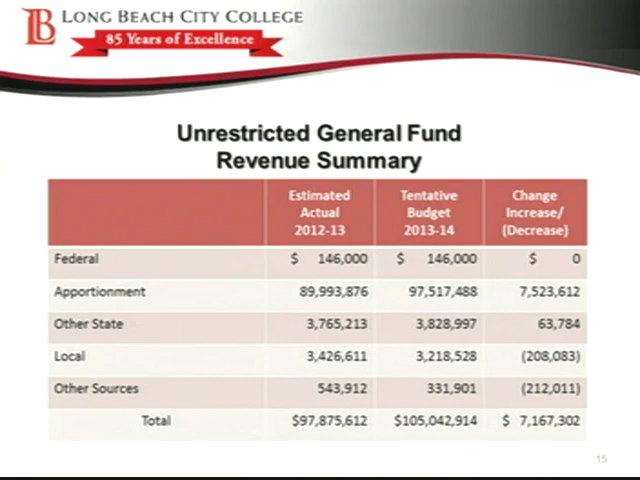 LB LONG BEACH CITY COLLEGE
85 Years of Excellence
Unrestricted General Fund
Revenue Summary
Estimated Actual 2012-13 Tentative Budget 2013-14 Change Increase/ (Decrease)
Federal $ 146,000 $ 146,000 $ 0
Apportionment 89,993,876 97,517,488 7,523,612
Other State 3,765,213 3,828,997 63,784
Local 3,426,611 3,218,528 (208,083)
Other Sources 543,912 331,901 (212,011)
Total $97,875,612 $105,042,914 $ 7,167,302
15